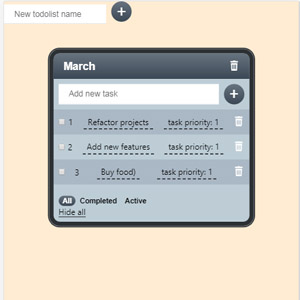 New todolist name +
March
Add new task +
1 Refactor projects task priority: 1
2 Add new features task priority: 1
3 Buy food) task priority: 1
All Completed Active
Hide all